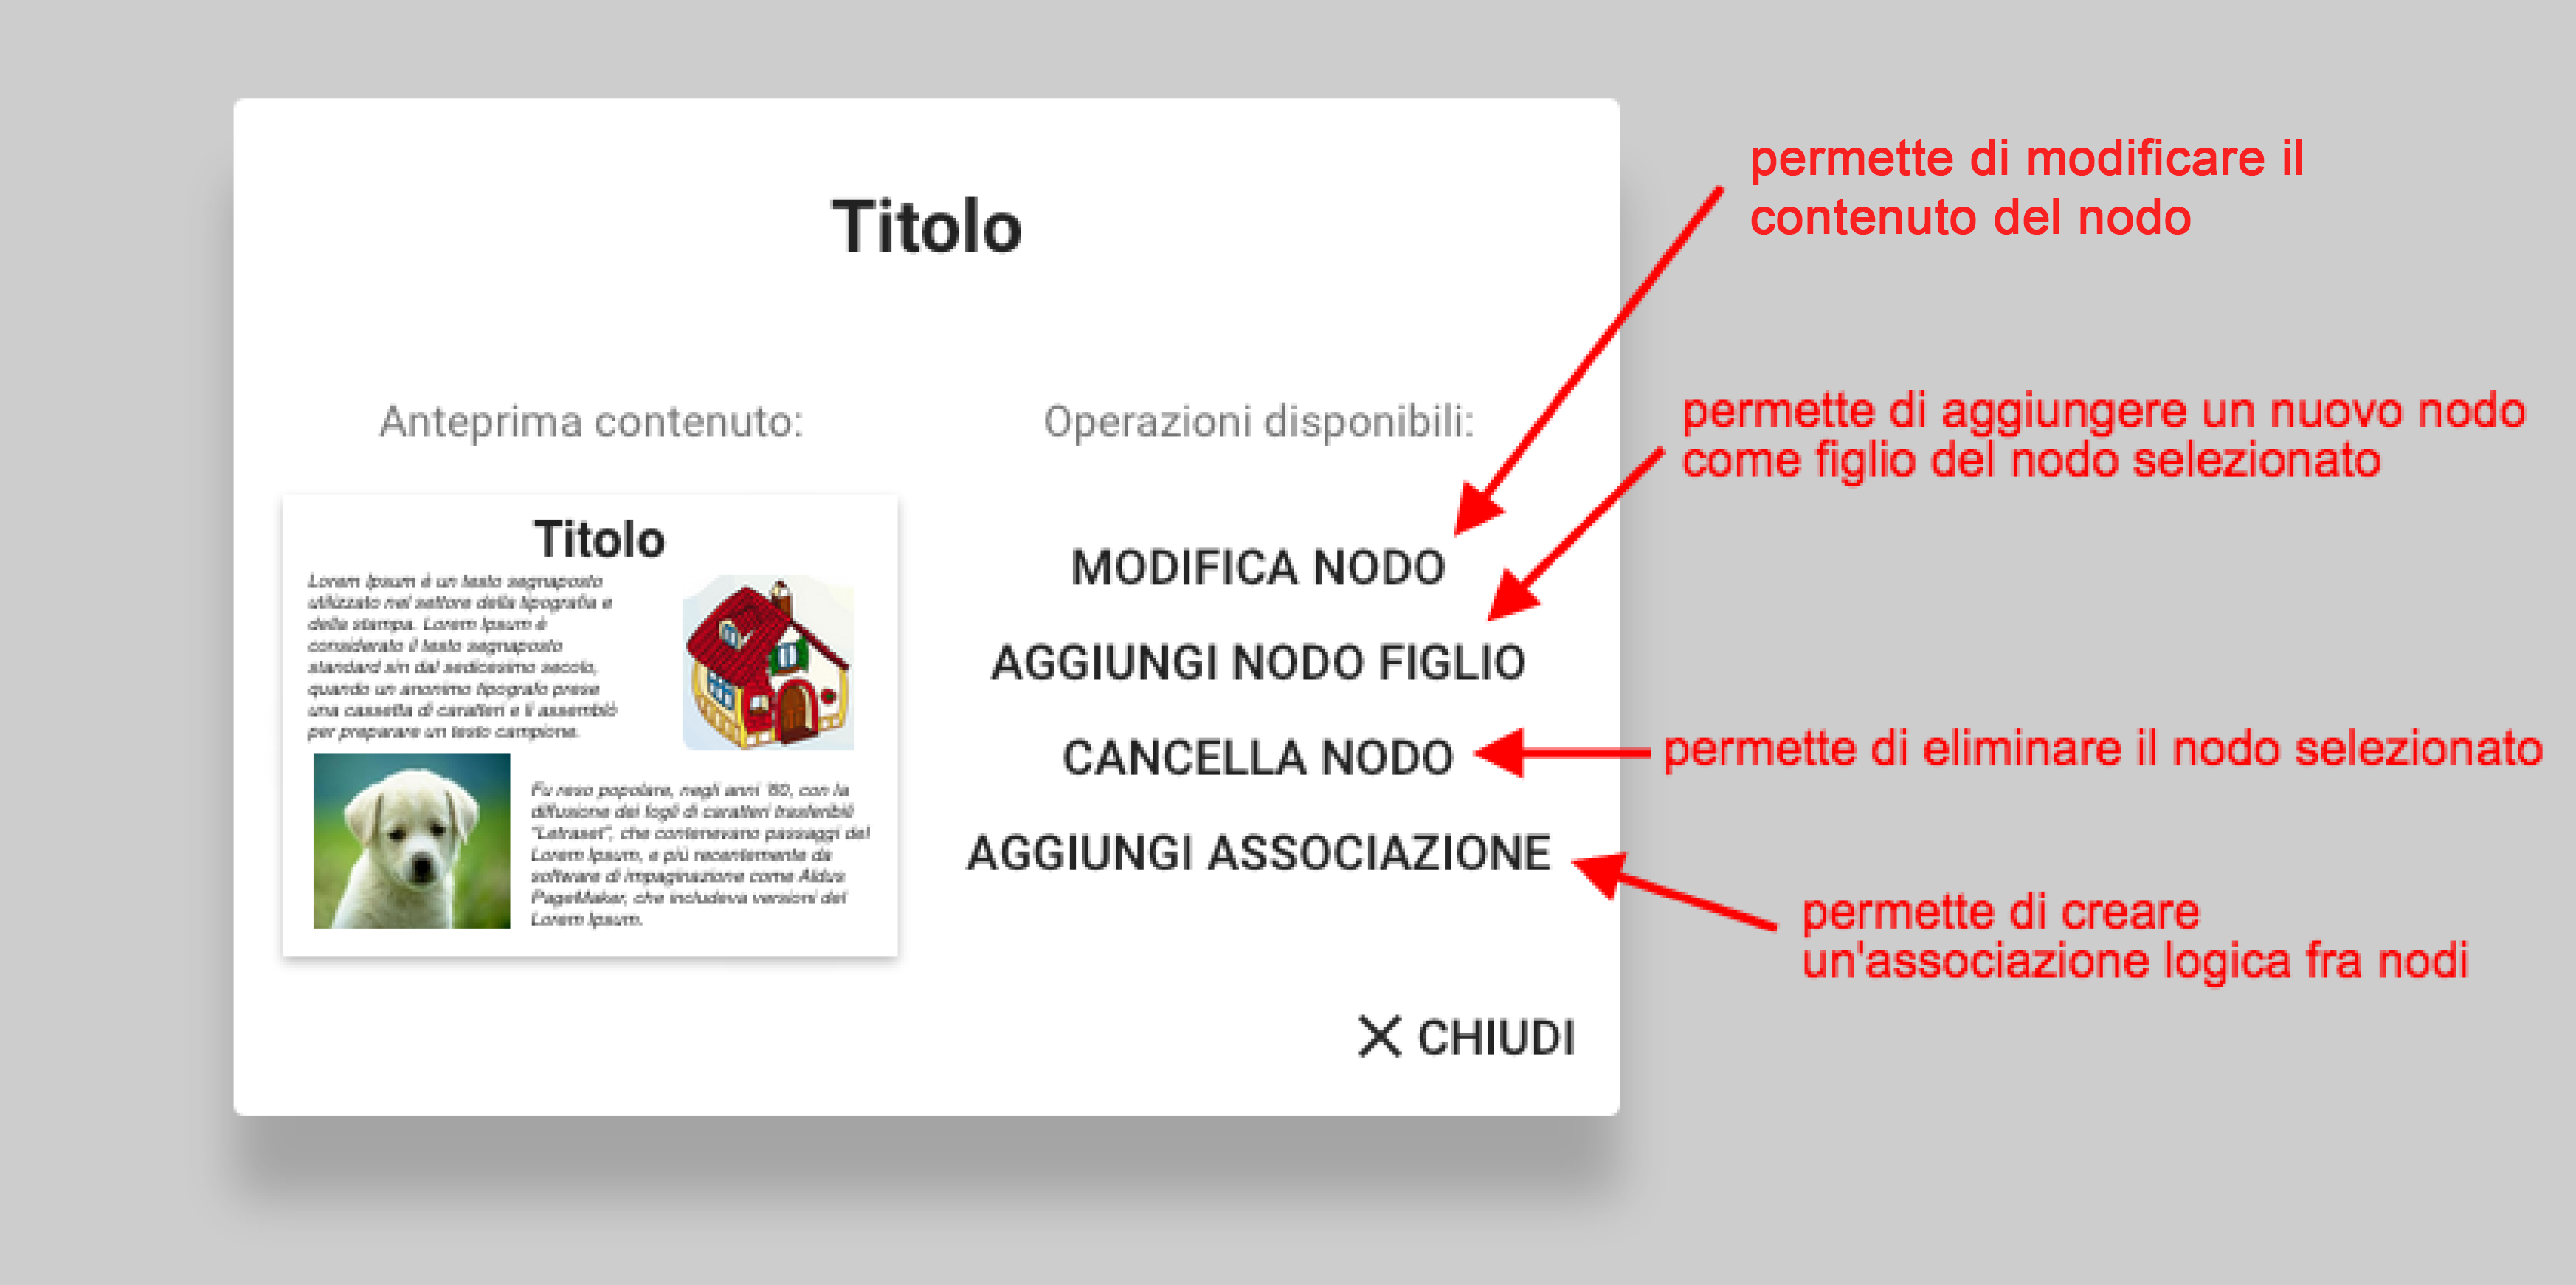 Titolo
Anteprima contenuto:
Titolo
Lorem Ipsum è un testo segnaposto
utilizzato nel settore della tipografia e
della stampa. Lorem Ipsum è
considerato il testo segnaposto
standard sin dal sedicesimo secolo,
quando un anonimo tipografo prese
una cassetta di caratteri e li assemblò
per preparare un testo campione.
Fu reso popolare, negli anni '60, con la
diffusione dei fogli di caratteri trasferibili
"Letraset", che contenevano passaggi del
Lorem Ipsum, e più recentemente da
software di impaginazione come Aldus
PageMaker, che includeva versioni del
Lorem Ipsum.
Operazioni disponibili:
MODIFICA NODO
AGGIUNGI NODO FIGLIO
CANCELLA NODO
AGGIUNGI ASSOCIAZIONE
CHIUDI
permette di modificare il
contenuto del nodo
permette di aggiungere un nuovo nodo
come figlio del nodo selezionato
permette di eliminare il nodo selezionato
permette di creare
un'associazione logica fra nodi